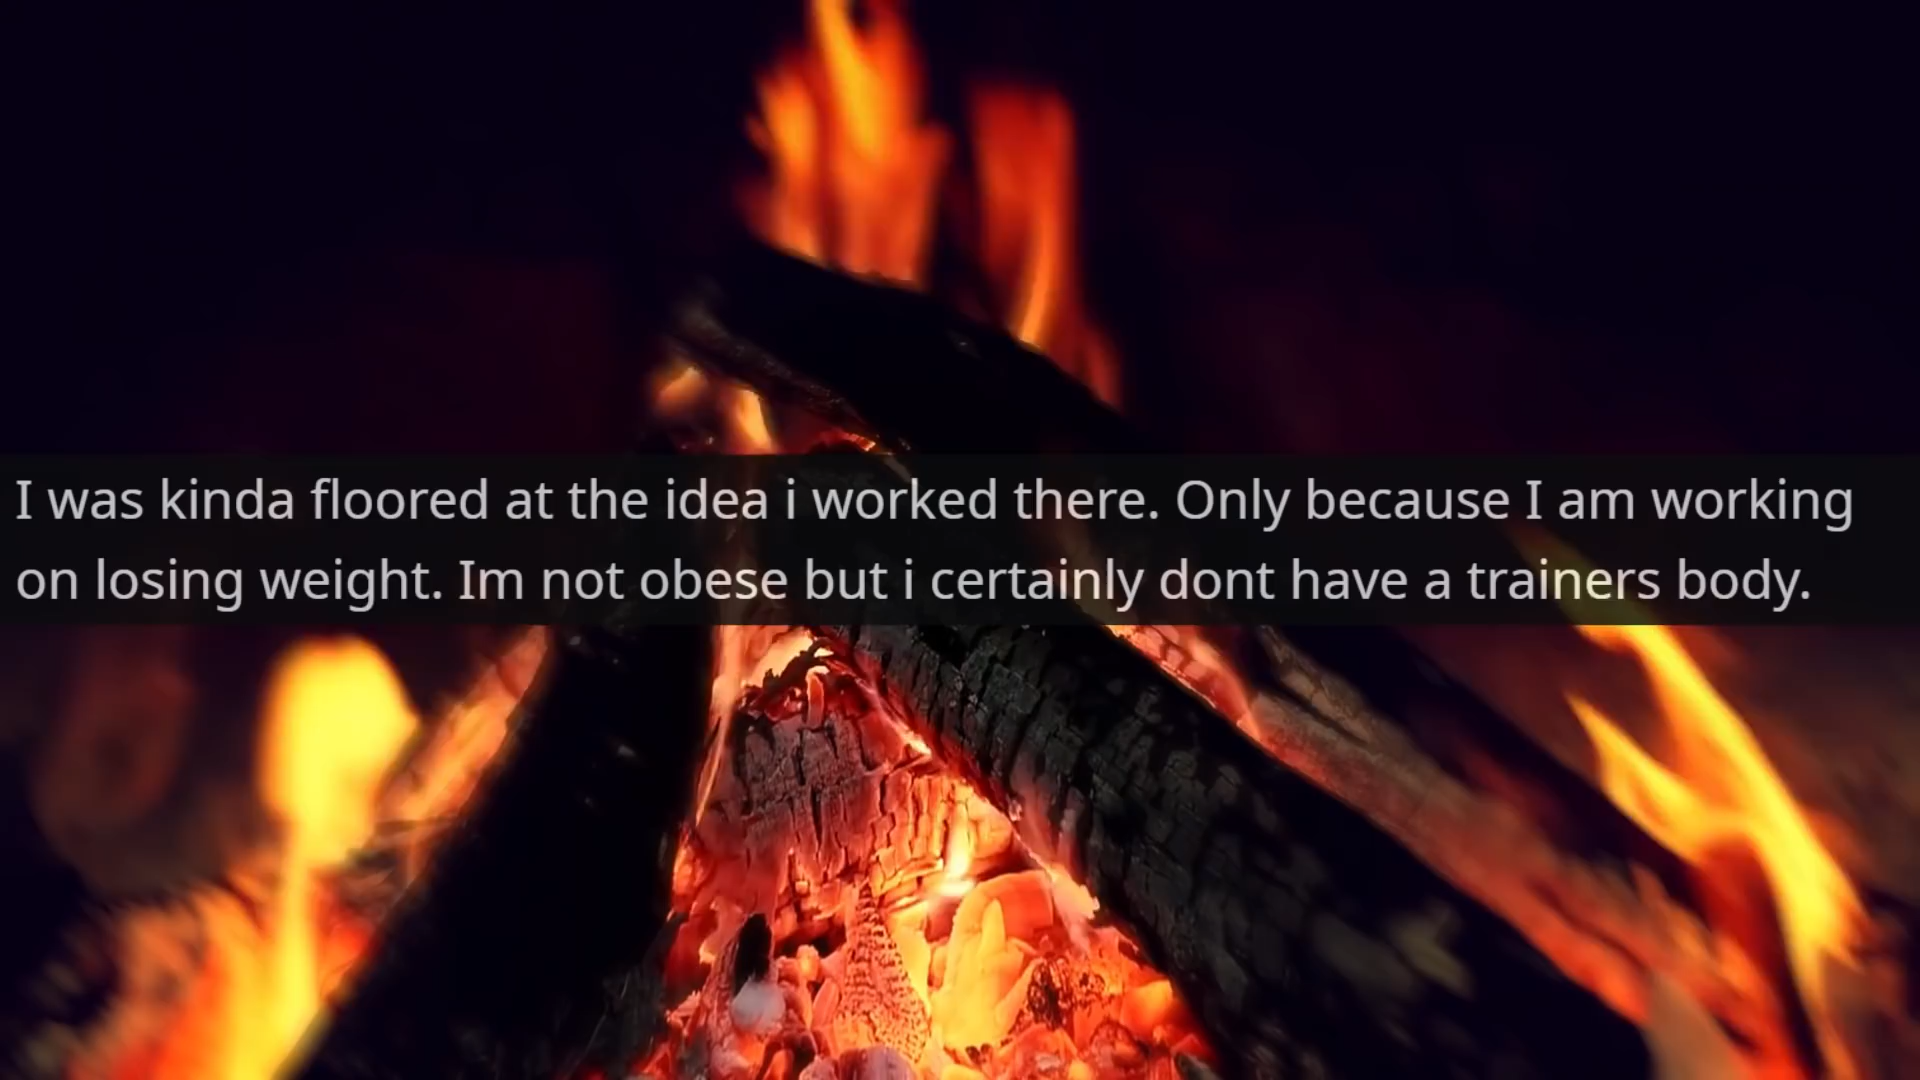 I was kinda floored at the idea i worked there. Only because I am working
on losing weight. Im not obese but i certainly dont have a trainers body.